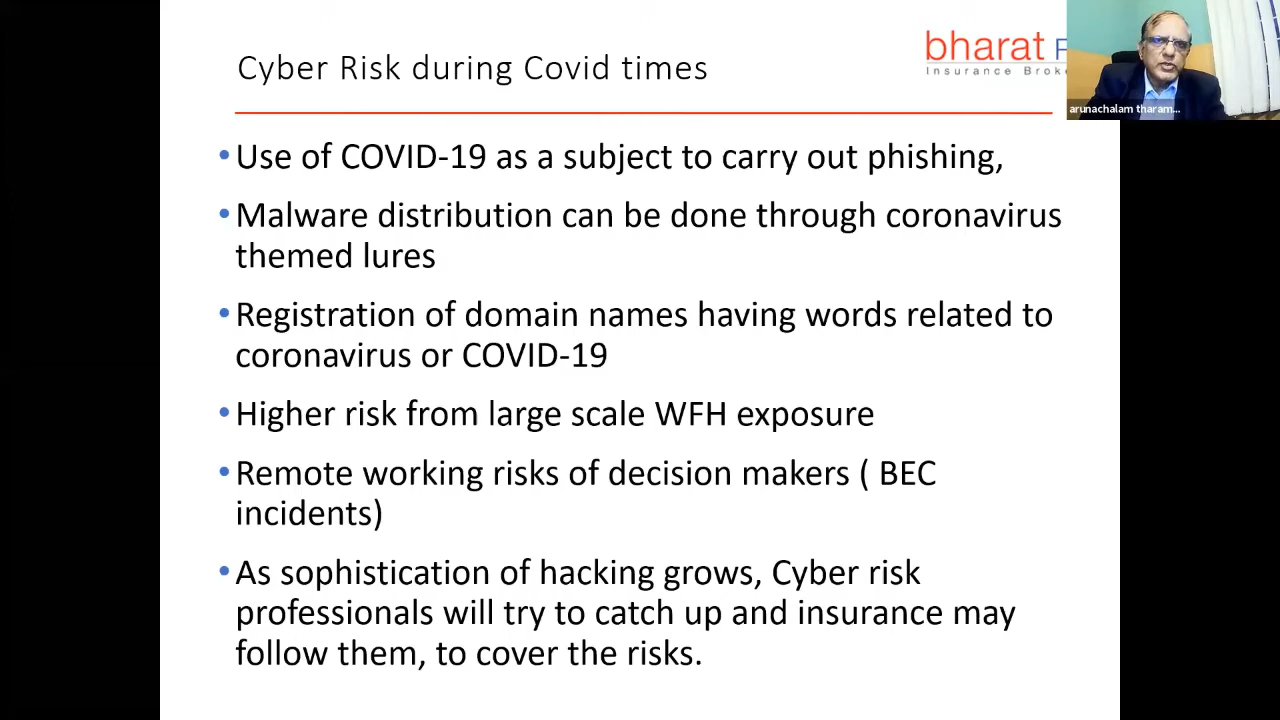 Cyber Risk during Covid times
bharat
Insurance
arunachalam tharam...
•Use of COVID-19 as a subject to carry out phishing,
•Malware distribution can be done through coronavirus
themed lures
•Registration of domain names having words related to
coronavirus or COVID-19
•Higher risk from large scale WFH exposure
•Remote working risks of decision makers ( BEC
incidents)
•As sophistication of hacking grows, Cyber risk
professionals will try to catch up and insurance may
follow them, to cover the risks.